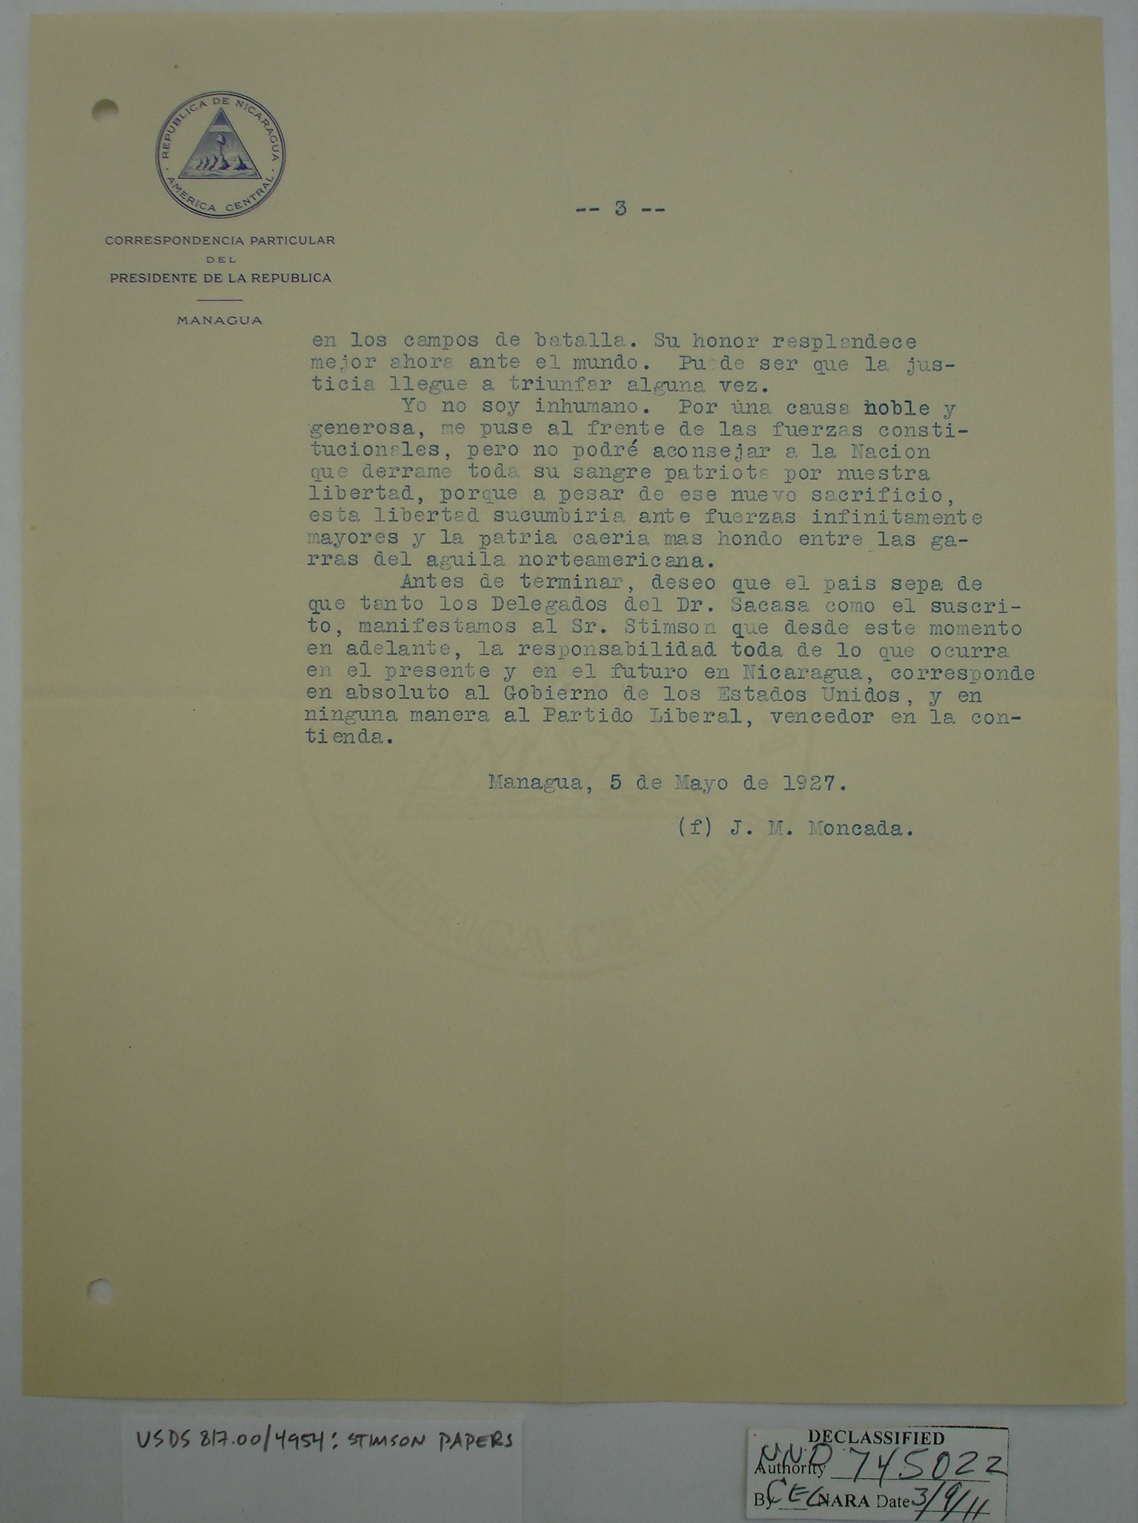 REPUBLICA DE NICARAGUA
AMERICA CENTRAL
CORRESPONDENCIA PARTICULAR
DEL
PRESIDENTE DE LA REPUBLICA
MANAGUA
-- 3 --
en los campos de batalla. Su honor resplandece
mejor ahora ante el mundo. Puede ser que la jus-
ticia llegue a triunfar alguna vez.
Yo no soy inhumano. Por úna causa noble y
generosa, me puse al frente de las fuerzas consti-
tucionales, pero no podré aconsejar a la Nacion
que derrame toda su sangre patriota por nuestra
libertad, porque a pesar de ese nuevo sacrificio,
esta libertad sucumbiria ante fuerzas infinitamente
mayores y la patria caeria mas hondo entre las ga-
rras del aguila norteamericana.
Antes de terminar, deseo que el pais sepa de
que tanto los Delegados del Dr. Sacasa como el suscri-
to, manifestamos al Sr. Stimson que desde este momento
en adelante, la responsabilidad toda de lo que ocurra
en el presente y en el futuro en Nicaragua, corresponde
en absoluto al Gobierno de los Estados Unidos, y en
ninguna manera al Partido Liberal, vencedor en la con-
tienda.
Managua, 5 de Mayo de 1927.
(f) J. M. Moncada.
AMERICA CENTRAL
USDS 817.00/4954: STIMSON PAPERS
DECLASSIFIED
Authority NND 745022
By CEC NARA Date 3/9/11